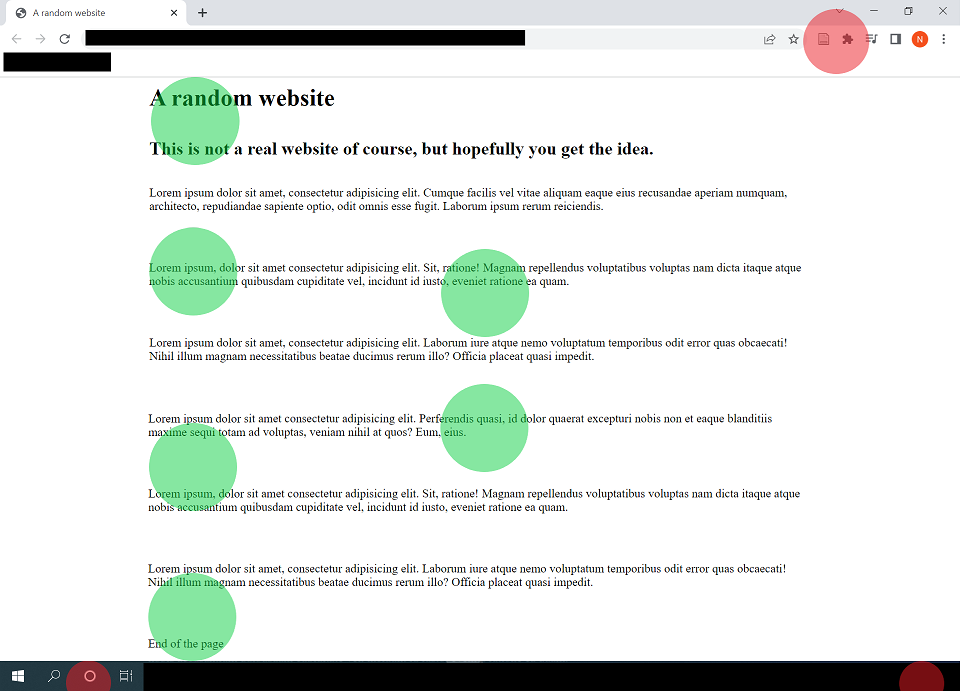 A random website
N
A random website
This is not a real website of course, but hopefully you get the idea.
Lorem ipsum dolor sit amet, consectetur adipisicing elit. Cumque facilis vel vitae aliquam eaque eius recusandae aperiam numquam,
architecto, repudiandae sapiente optio, odit omnis esse fugit. Laborum ipsum rerum reiciendis.
Lorem ipsum, dolor sit amet consectetur adipisicing elit. Sit, ratione! Magnam repellendus voluptatibus voluptas nam dicta itaque atque
nobis accusantium quibusdam cupiditate vel, incidunt id iusto, eveniet ratione ea quam.
Lorem ipsum dolor sit amet, consectetur adipisicing elit. Laborum iure atque nemo voluptatum temporibus odit error quas obcaecati!
Nihil illum magnam necessitatibus beatae ducimus rerum illo? Officia placeat quasi impedit.
Lorem ipsum dolor sit amet consectetur adipisicing elit. Perferendis quasi, id dolor quaerat excepturi nobis non et eaque blanditiis
maxime sequi totam ad voluptas, veniam nihil at quos? Eum, eius.
Lorem ipsum, dolor sit amet consectetur adipisicing elit. Sit, ratione! Magnam repellendus voluptatibus voluptas nam dicta itaque atque
nobis accusantium quibusdam cupiditate vel, incidunt id iusto, eveniet ratione ea quam.
Lorem ipsum dolor sit amet, consectetur adipisicing elit. Laborum iure atque nemo voluptatum temporibus odit error quas obcaecati!
Nihil illum magnam necessitatibus beatae ducimus rerum illo? Officia placeat quasi impedit.
End of the page